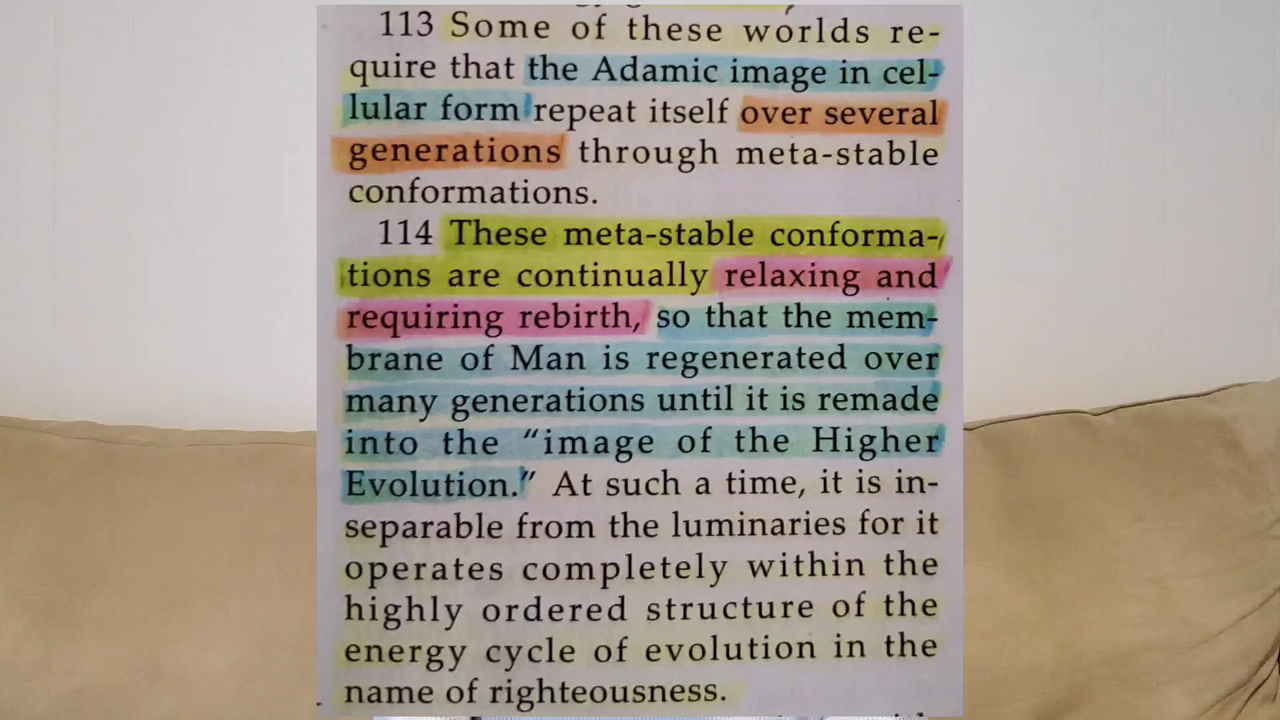 113 Some of these worlds re-
quire that the Adamic image in cel-
lular form repeat itself over several
generations through meta-stable
conformations.
114 These meta-stable conforma-
tions are continually relaxing and
requiring rebirth, so that the mem-
brane of Man is regenerated over
many generations until it is remade
into the “image of the Higher
Evolution.” At such a time, it is in-
separable from the luminaries for it
operates completely within the
highly ordered structure of the
energy cycle of evolution in the
name of righteousness.